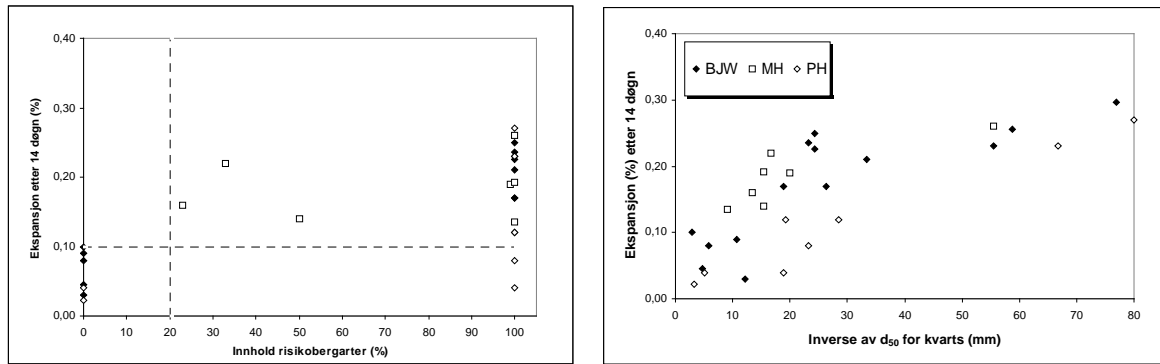 Ekspansjon etter 14 døgn (%)
0,40
0,30
0,20
0,10
0,00
0 10 20 30 40 50 60 70 80 90 100
Innhold risikobergarter (%)
Ekspansjon (%) etter 14 døgn
0,40
0,30
0,20
0,10
0,00
BJW MH PH
0 10 20 30 40 50 60 70 80
Inverse av d₅₀ for kvarts (mm)